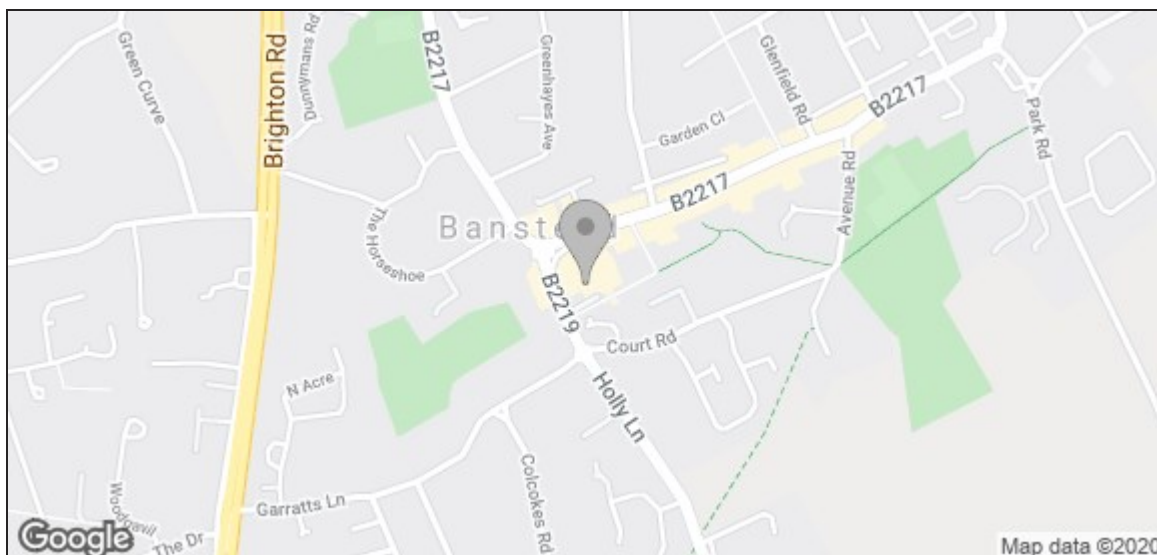 Green Curve
Brighton Rd
Dunnymans Rd
B2217
Greenhayes Ave
Glenfield Rd
B2217
Garden Cl
Park Rd
B2217
Avenue Rd
The Horseshoe
B2219
Court Rd
N Acre
Holly Ln
Colcokes Rd
Garratts Ln
The Dr
Google
Map data ©2020